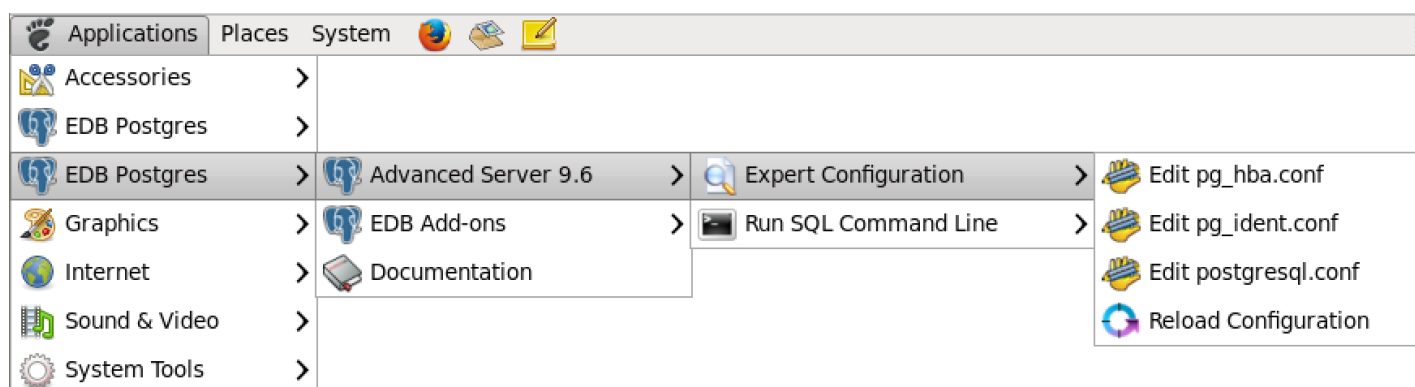 Applications Places System
Accessories
EDB Postgres
EDB Postgres Advanced Server 9.6 Expert Configuration Edit pg_hba.conf
Graphics EDB Add-ons Run SQL Command Line Edit pg_ident.conf
Internet Documentation Edit postgresql.conf
Sound & Video Reload Configuration
System Tools